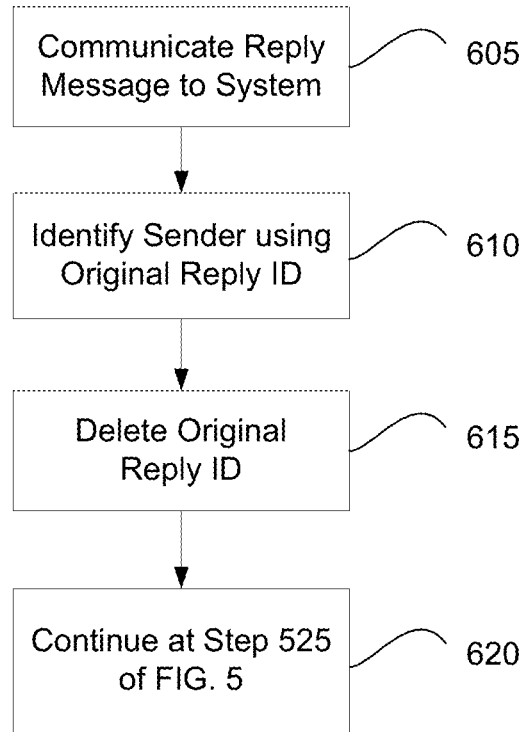 Communicate Reply
Message to System
605
Identify Sender using
Original Reply ID
610
Delete Original
Reply ID
615
Continue at Step 525
of FIG. 5
620